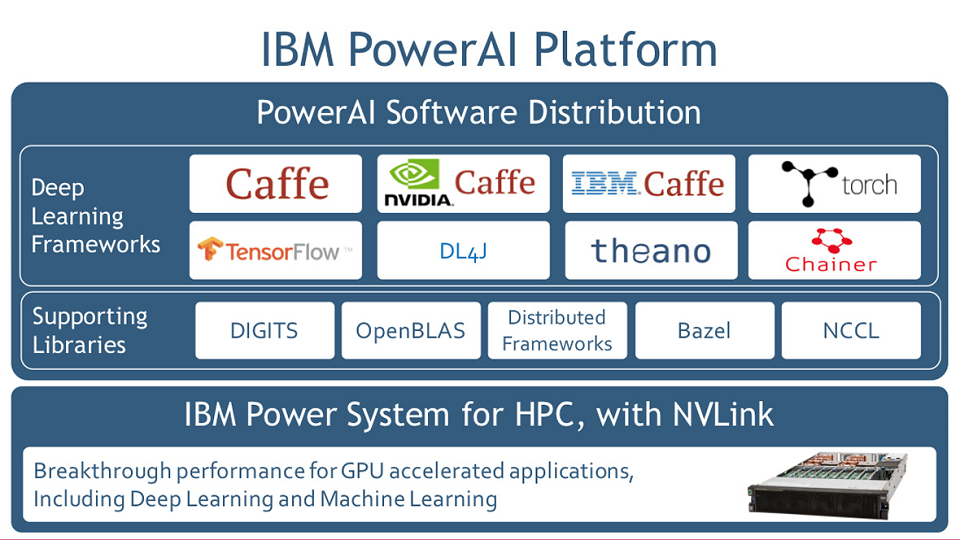 IBM PowerAI Platform
PowerAI Software Distribution
Deep
Learning
Frameworks
Caffe
NVIDIA. Caffe
IBM. Caffe
torch
TensorFlow™
DL4J
theano
Chainer
Supporting
Libraries
DIGITS
OpenBLAS
Distributed
Frameworks
Bazel
NCCL
IBM Power System for HPC, with NVLink
Breakthrough performance for GPU accelerated applications,
Including Deep Learning and Machine Learning